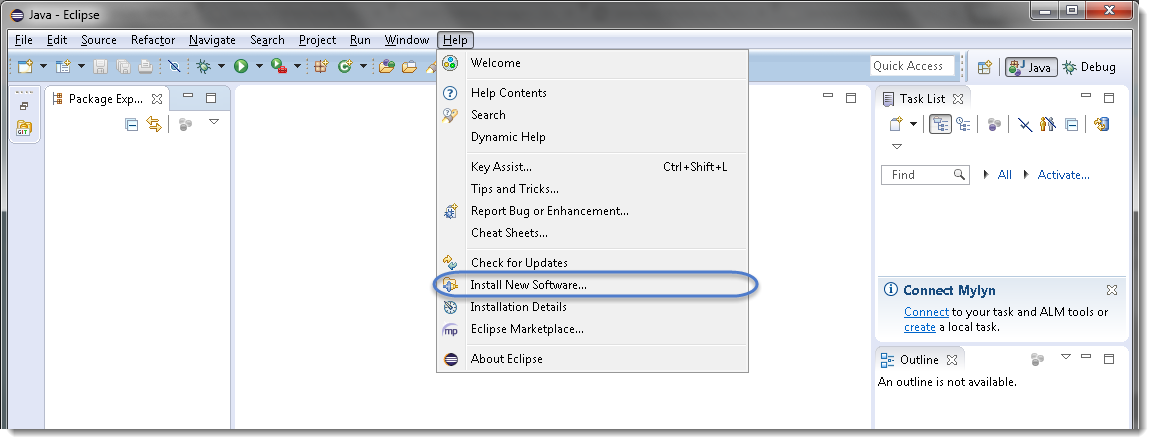 Java - Eclipse
File Edit Source Refactor Navigate Search Project Run Window Help
Quick Access
Java
Debug
GIT
Package Exp...
Welcome
Help Contents
Search
Dynamic Help
Key Assist... Ctrl+Shift+L
Tips and Tricks...
Report Bug or Enhancement...
Cheat Sheets...
Check for Updates
Install New Software...
Installation Details
mp Eclipse Marketplace...
About Eclipse
Task List
Find All Activate...
Connect Mylyn
Connect to your task and ALM tools or
create a local task.
Outline
An outline is not available.